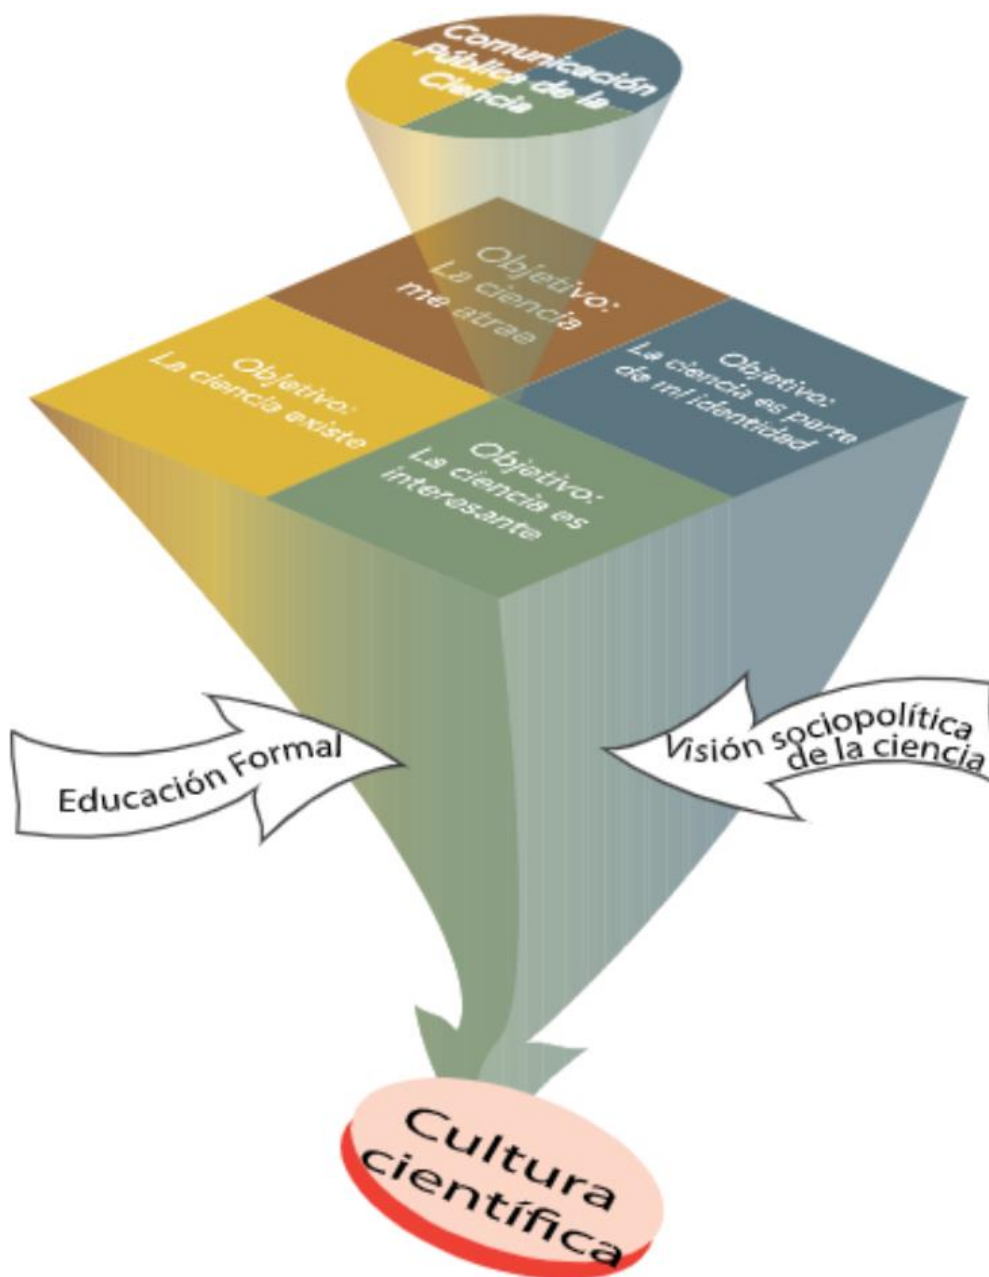 Comunicación
Pública de la
Ciencia
Objetivo:
La ciencia
me atrae
Objetivo:
La ciencia existe
Objetivo:
La ciencia es parte
de mi identidad
Objetivo:
La ciencia es
interesante
Educación Formal
Visión sociopolítica
de la ciencia
Cultura
científica